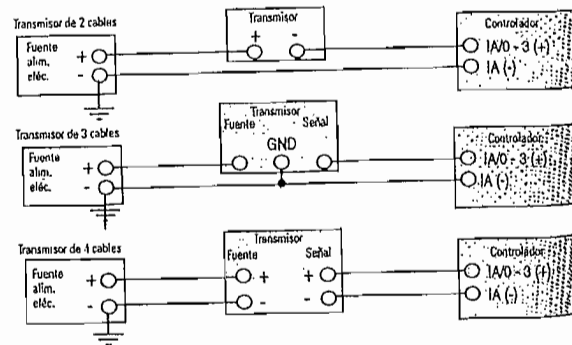 Transmisor de 2 cables
Fuente
alim.
eléc.
+
-
Transmisor
+ -
Controlador
IA/0 - 3 (+)
IA (-)
Transmisor de 3 cables
Fuente
alim.
eléc.
+
-
Transmisor
Fuente Señal
GND
Controlador
IA/0 - 3 (+)
IA (-)
Transmisor de 4 cables
Fuente
alim.
eléc.
+
-
Transmisor
Fuente Señal
+ +
- -
Controlador
IA/0 - 3 (+)
IA (-)